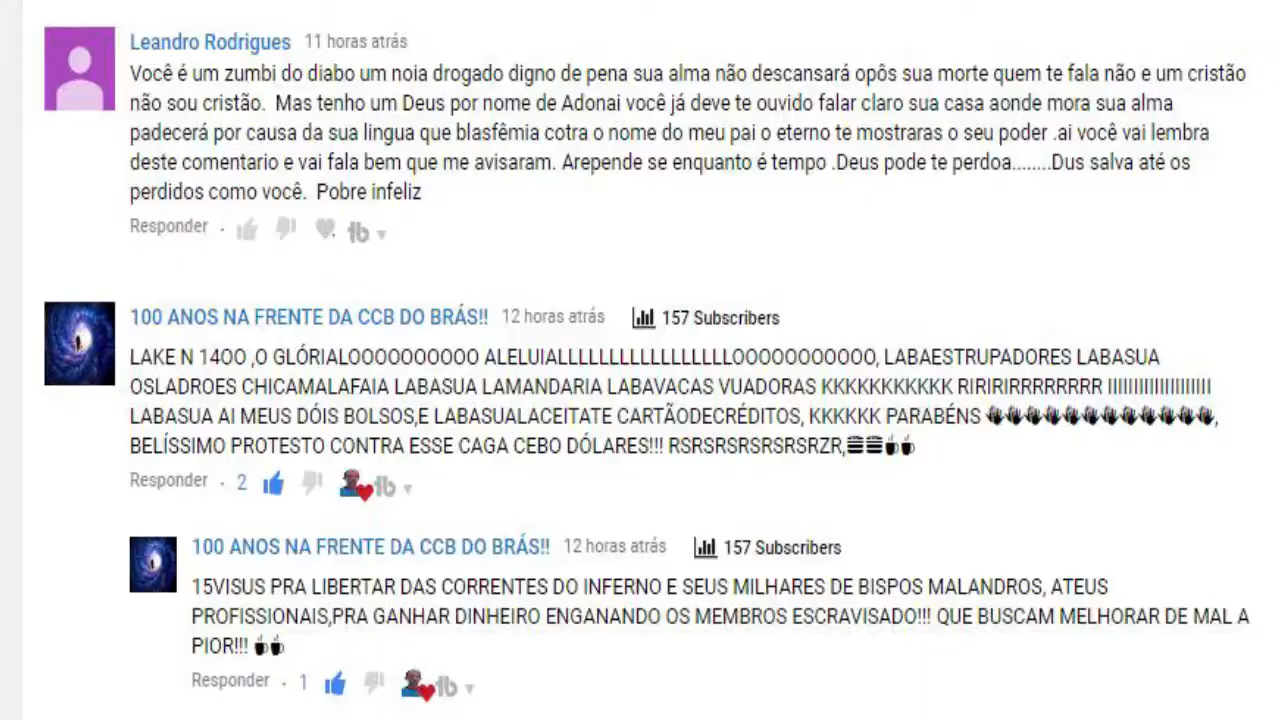 Leandro Rodrigues 11 horas atrás
Você é um zumbi do diabo um noia drogado digno de pena sua alma não descansará opôs sua morte quem te fala não e um cristão
não sou cristão. Mas tenho um Deus por nome de Adonai você já deve te ouvido falar claro sua casa aonde mora sua alma
padecerá por causa da sua lingua que blasfêmia cotra o nome do meu pai o eterno te mostraras o seu poder .ai você vai lembra
deste comentario e vai fala bem que me avisaram. Arepende se enquanto é tempo .Deus pode te perdoa........Dus salva até os
perdidos como você. Pobre infeliz
Responder
100 ANOS NA FRENTE DA CCB DO BRÁS!! 12 horas atrás 157 Subscribers
LAKE N 14OO ,O GLÓRIALOOOOOOOOOO ALELUIALLLLLLLLLLLLLLLLLOOOOOOOOOOO, LABAESTRUPADORES LABASUA
OSLADROES CHICAMALAFAIA LABASUA LAMANDARIA LABAVACAS VUADORAS KKKKKKKKKKK RIRIRIRRRRRRRR IIIIIIIIIIIIIIIIIIII
LABASUA AI MEUS DÓIS BOLSOS,E LABASUALACEITATE CARTÃODECRÉDITOS, KKKKKK PARABÉNS 👋👋👋👋👋👋👋👋👋👋👋👋,
BELÍSSIMO PROTESTO CONTRA ESSE CAGA CEBO DÓLARES!!! RSRSRSRSRSRSRZR,🍔🍔☕☕
Responder 2
100 ANOS NA FRENTE DA CCB DO BRÁS!! 12 horas atrás 157 Subscribers
15VISUS PRA LIBERTAR DAS CORRENTES DO INFERNO E SEUS MILHARES DE BISPOS MALANDROS, ATEUS
PROFISSIONAIS,PRA GANHAR DINHEIRO ENGANANDO OS MEMBROS ESCRAVISADO!!! QUE BUSCAM MELHORAR DE MAL A
PIOR!!! ☕☕
Responder 1